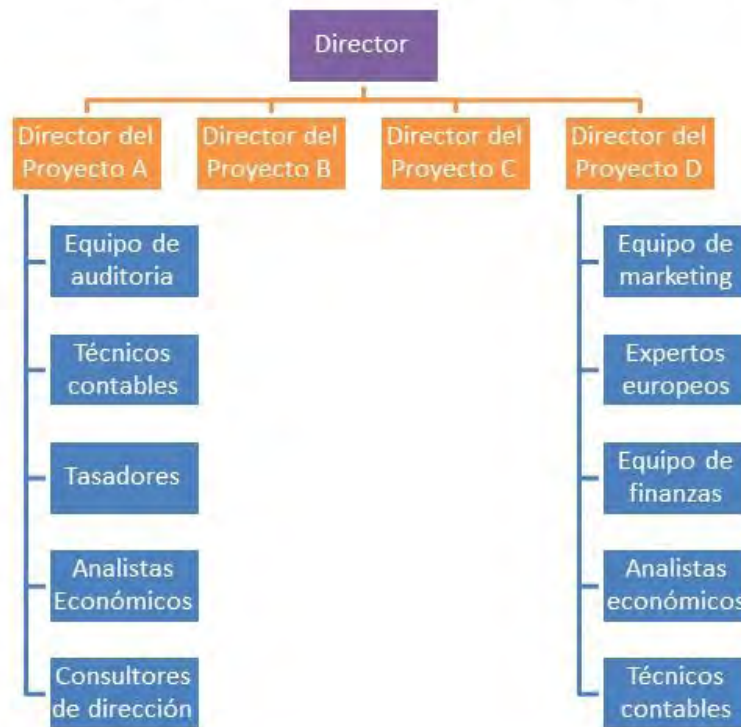 Director
Director del
Proyecto A
Director del
Proyecto B
Director del
Proyecto C
Director del
Proyecto D
Equipo de
auditoria
Técnicos
contables
Tasadores
Analistas
Económicos
Consultores
de dirección
Equipo de
marketing
Expertos
europeos
Equipo de
finanzas
Analistas
económicos
Técnicos
contables